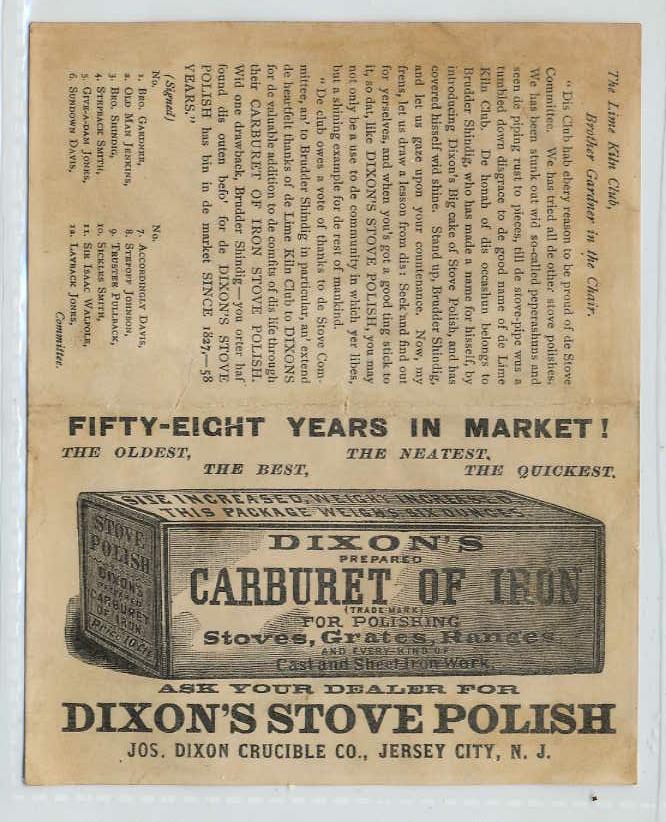 The Lime Kiln Club,
Brother Gardner in the Chair.
"Dis Club hab ebery reason to be proud of de Stove
Committee. We has tried all de other stove polishes;
We has been stunk out wid so-called peperashuns and
seen de piping rust to pieces, till de stove-pipe was a
tumbled down disgrace to de good name of de Lime
Kiln Club. De honah of dis occashun belongs to
Brudder Shindig, who has made a name for hisself, by
introducing Dixon's Big cake of Stove Polish, and has
covered hisself wid shine. Stand up, Brudder Shindig,
and let us gaze upon your countenance. Now, my
frens, let us draw a lesson from dis: Seek and find out
for yerselves, and when you's got a good ting stick to
it, so dat, like DIXON'S STOVE POLISH, you may
not only be a use to de community in which yer libes,
but a shining example for de rest of mankind.
"De club owes a vote of thanks to de Stove Com-
mittee, an' to Brudder Shindig in particular, an' extend
de heartfelt thanks of de Lime Kiln Club to DIXONS
for de valuable addition to de comfits of dis life through
their CARBURET OF IRON STOVE POLISH.
Wid one drawback, Brudder Shindig—you orter haf
found dis outen befo' for de DIXON'S STOVE
POLISH has bin in de market SINCE 1827,—58
YEARS."
(Signed)
No. No.
1. BRO. GARDNER, 7. ACCORDINGLY DAVIS,
2. OLD MAN JENKINS, 8. STEPOFF JOHNSON,
3. BRO. SHINDIG, 9. TRUSTER PULLBACK,
4. STEPBACK SMITH, 10. SICKLES SMITH,
5. GIVE-A-DAM JONES, 11. SIR ISAAC WALPOLE,
6. SUNDOWN DAVIS, 12. LAYBACK JONES,
Committee.
FIFTY-EIGHT YEARS IN MARKET!
THE OLDEST, THE NEATEST,
THE BEST, THE QUICKEST.
SIZE INCREASED, WEIGHT INCREASED
THIS PACKAGE WEIGHS SIX OUNCES
STOVE
POLISH
DIXON'S
PREPARED
CARBURET
OF IRON
PRICE 10 CTS
DIXON'S
PREPARED
CARBURET OF IRON
(TRADE MARK)
FOR POLISHING
Stoves, Grates, Ranges
AND EVERY KIND OF
Cast and Sheet Iron Work.
ASK YOUR DEALER FOR
DIXON'S STOVE POLISH
JOS. DIXON CRUCIBLE CO., JERSEY CITY, N. J.